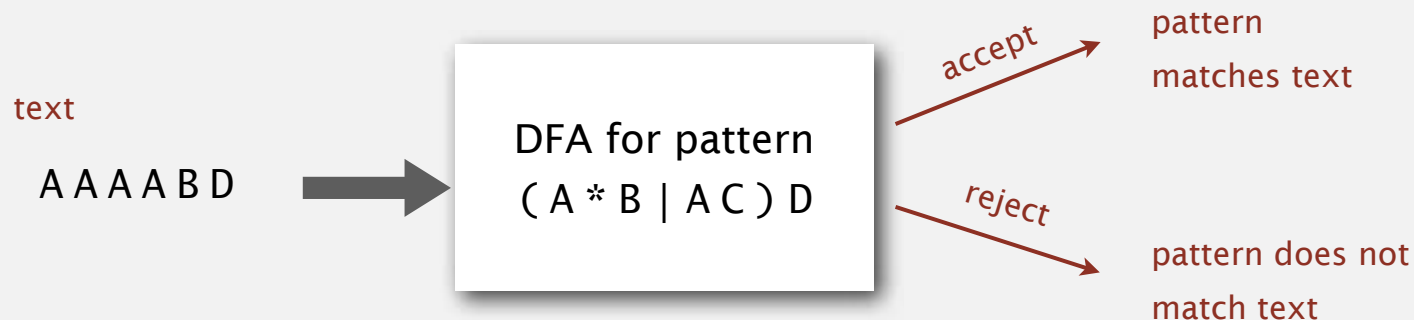 text
A A A A B D
DFA for pattern
( A * B | A C ) D
accept
pattern
matches text
reject
pattern does not
match text